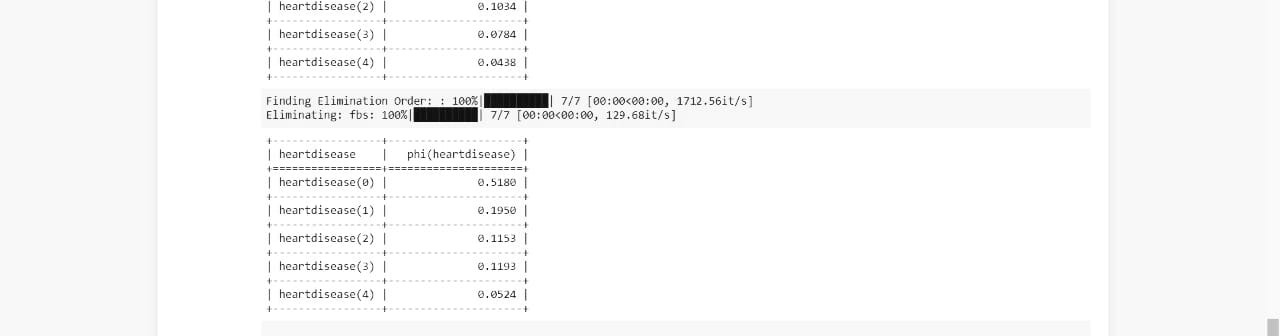 | heartdisease(2) | 0.1034 |
+-----------------+---------------------+
| heartdisease(3) | 0.0784 |
+-----------------+---------------------+
| heartdisease(4) | 0.0438 |
+-----------------+---------------------+
Finding Elimination Order: : 100%|██████████| 7/7 [00:00<00:00, 1712.56it/s]
Eliminating: fbs: 100%|██████████| 7/7 [00:00<00:00, 129.68it/s]
+-----------------+---------------------+
| heartdisease | phi(heartdisease) |
+=================+=====================+
| heartdisease(0) | 0.5180 |
+-----------------+---------------------+
| heartdisease(1) | 0.1950 |
+-----------------+---------------------+
| heartdisease(2) | 0.1153 |
+-----------------+---------------------+
| heartdisease(3) | 0.1193 |
+-----------------+---------------------+
| heartdisease(4) | 0.0524 |
+-----------------+---------------------+